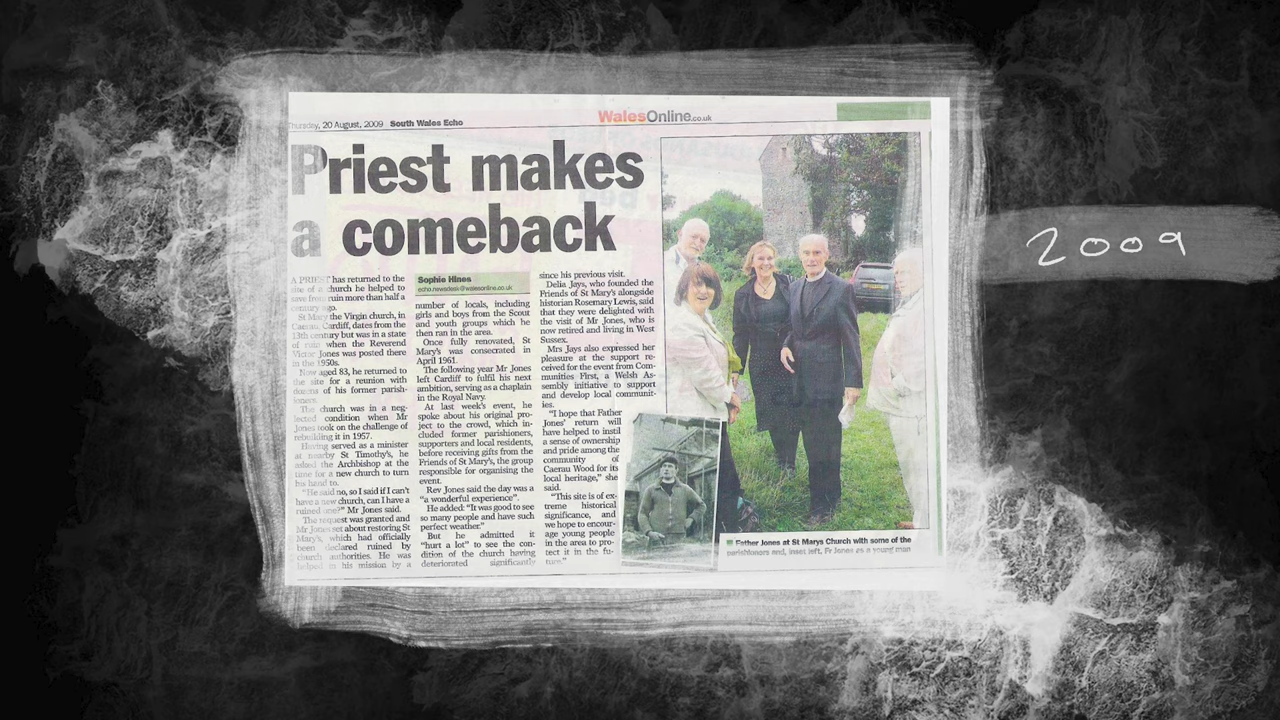 Thursday, 20 August, 2009 South Wales Echo
WalesOnline.co.uk
Priest makes
a comeback
A PRIEST has returned to the
rise of a church he helped to
save from ruin more than half a
century ago.
St Mary the Virgin church, in
Caerau, Cardiff, dates from the
13th century but was in a state
of ruin when the Reverend
Victor Jones was posted there
in the 1950s.
Now aged 83, he returned to
the site for a reunion with
dozens of his former parish-
ioners.
The church was in a neg-
lected condition when Mr
Jones took on the challenge of
rebuilding it in 1957.
Having served as a minister
at nearby St Timothy's, he
asked the Archbishop at the
time for a new church to turn
his hand to.
"He said no, so I said if I can't
have a new church, can I have a
ruined one?" Mr Jones said.
The request was granted and
Mr Jones set about restoring St
Mary's, which had officially
been declared ruined by
church authorities. He was
helped in his mission by a
Sophie Hines
echo.newsdesk@walesonline.co.uk
number of locals, including
girls and boys from the Scout
and youth groups which he
then ran in the area.
Once fully renovated, St
Mary's was consecrated in
April 1961.
The following year Mr Jones
left Cardiff to fulfil his next
ambition, serving as a chaplain
in the Royal Navy.
At last week's event, he
spoke about his original pro-
ject to the crowd, which in-
cluded former parishioners,
supporters and local residents,
before receiving gifts from the
Friends of St Mary's, the group
responsible for organising the
event.
Rev Jones said the day was a
"a wonderful experience".
He added: "It was good to see
so many people and have such
perfect weather."
But he admitted it
"hurt a lot" to see the con-
dition of the church having
deteriorated significantly
since his previous visit.
Delia Jays, who founded the
Friends of St Mary's alongside
historian Rosemary Lewis, said
that they were delighted with
the visit of Mr Jones, who is
now retired and living in West
Sussex.
Mrs Jays also expressed her
pleasure at the support re-
ceived for the event from Com-
munities First, a Welsh As-
sembly initiative to support
and develop local communit-
ies.
"I hope that Father
Jones' return will
have helped to instil
a sense of ownership
and pride among the
community of
Caerau Wood for its
local heritage," she
said.
"This site is of ex-
treme historical
significance, and
we hope to encour-
age young people
in the area to pro-
tect it in the fu-
ture."
Father Jones at St Marys Church with some of the
parishioners and, inset left, Fr Jones as a young man
2009